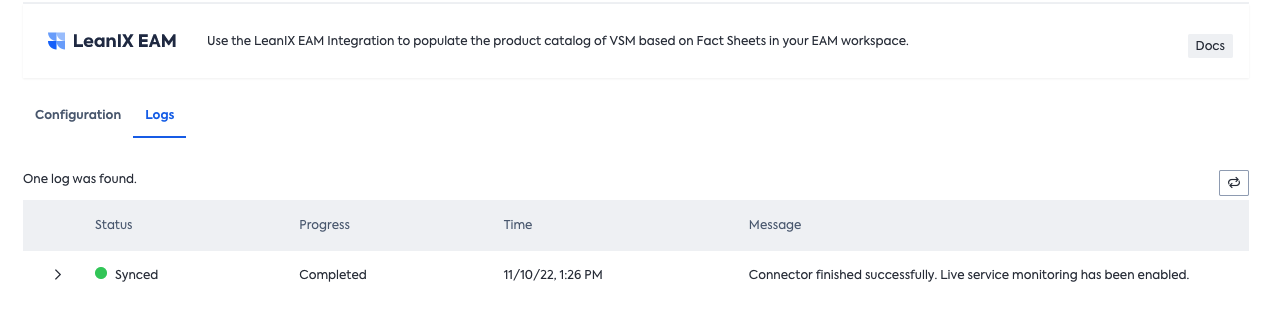 LeanIX EAM
Use the LeanIX EAM Integration to populate the product catalog of VSM based on Fact Sheets in your EAM workspace.
Docs
Configuration Logs
One log was found.
Status Progress Time Message
Synced Completed 11/10/22, 1:26 PM Connector finished successfully. Live service monitoring has been enabled.